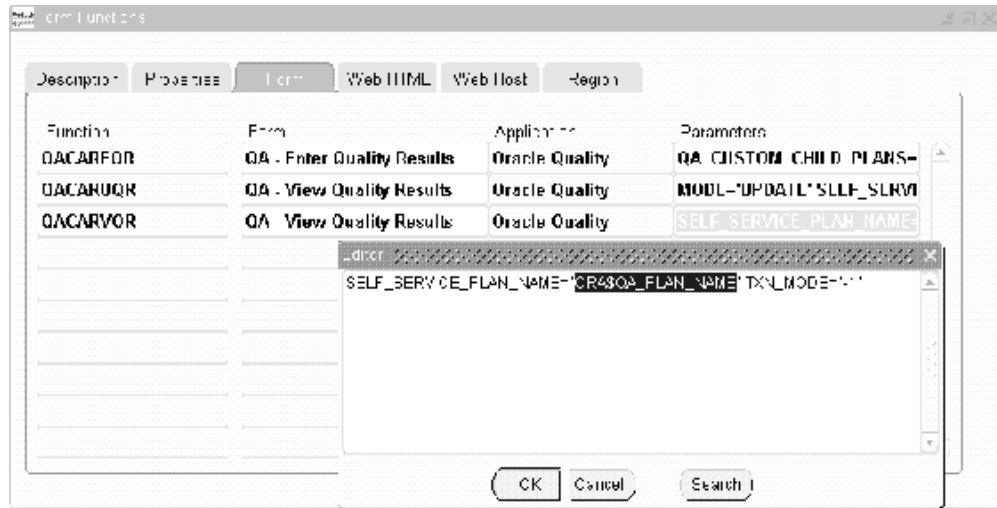 Form Functions
Description Properties Form Web HTML Web Host Region
Function Form Application Parameters
QACAREQR QA - Enter Quality Results Oracle Quality QA_CUSTOM_CHILD_PLANS=
QACARUQR QA - View Quality Results Oracle Quality MODE="UPDATE" SELF_SERVI
QACARVQR QA View Quality Results Oracle Quality SELF_SERVICE_PLAN_NAME=
Editor
SELF_SERVICE_PLAN_NAME="ORA$QA_PLAN_NAME" TXN_MODE="-1"
OK Cancel Search